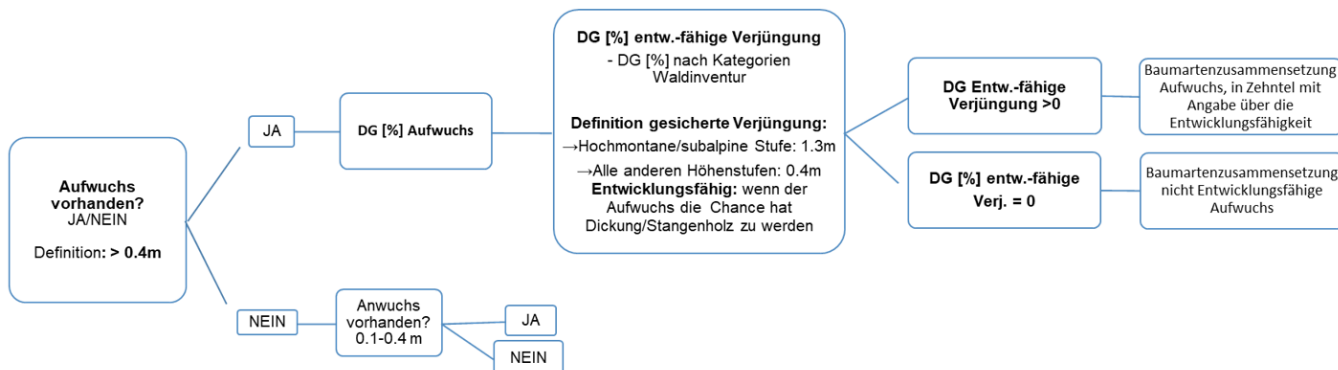 Aufwuchs
vorhanden?
JA/NEIN
Definition: > 0.4m
JA
DG [%] Aufwuchs
DG [%] entw.-fähige Verjüngung
- DG [%] nach Kategorien
Waldinventur
Definition gesicherte Verjüngung:
→Hochmontane/subalpine Stufe: 1.3m
→Alle anderen Höhenstufen: 0.4m
Entwicklungsfähig: wenn der
Aufwuchs die Chance hat
Dickung/Stangenholz zu werden
DG Entw.-fähige
Verjüngung >0
Baumartenzusammensetzung
Aufwuchs, in Zehntel mit
Angabe über die
Entwicklungsfähigkeit
DG [%] entw.-fähige
Verj. = 0
Baumartenzusammensetzung
nicht Entwicklungsfähige
Aufwuchs
NEIN
Anwuchs
vorhanden?
0.1-0.4 m
JA
NEIN